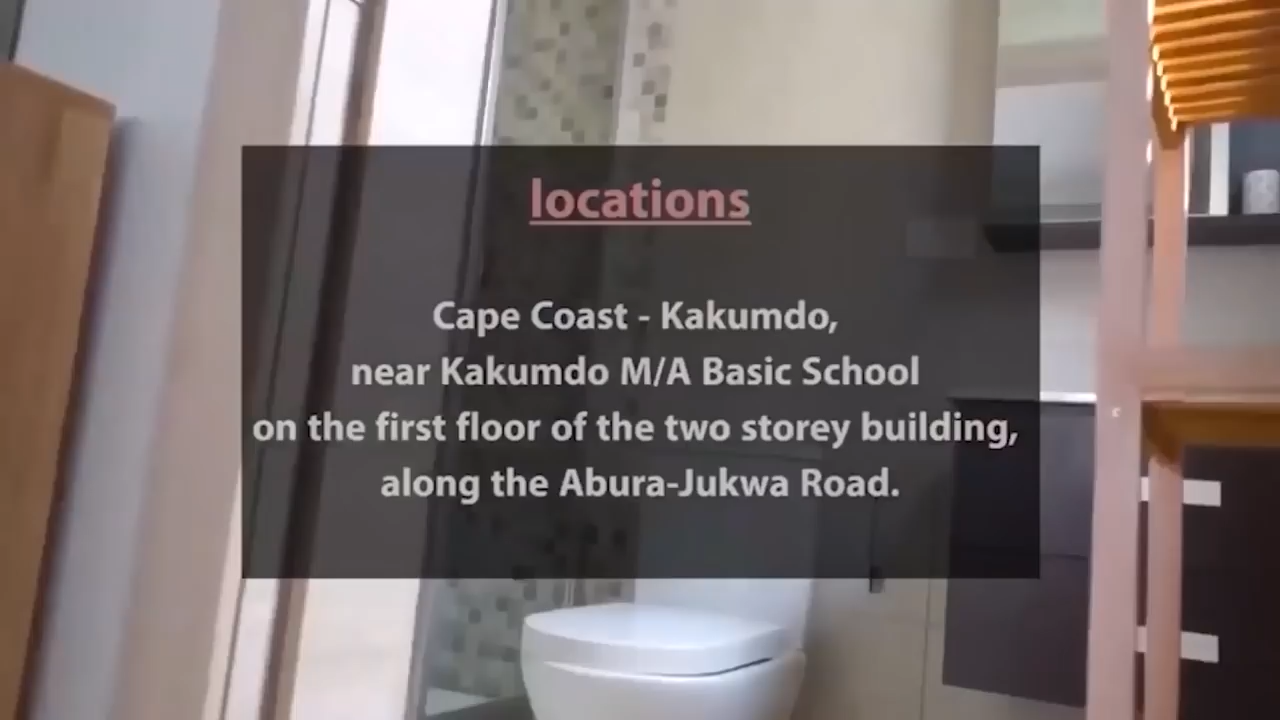 locations
Cape Coast - Kakumdo,
near Kakumdo M/A Basic School
on the first floor of the two storey building,
along the Abura-Jukwa Road.